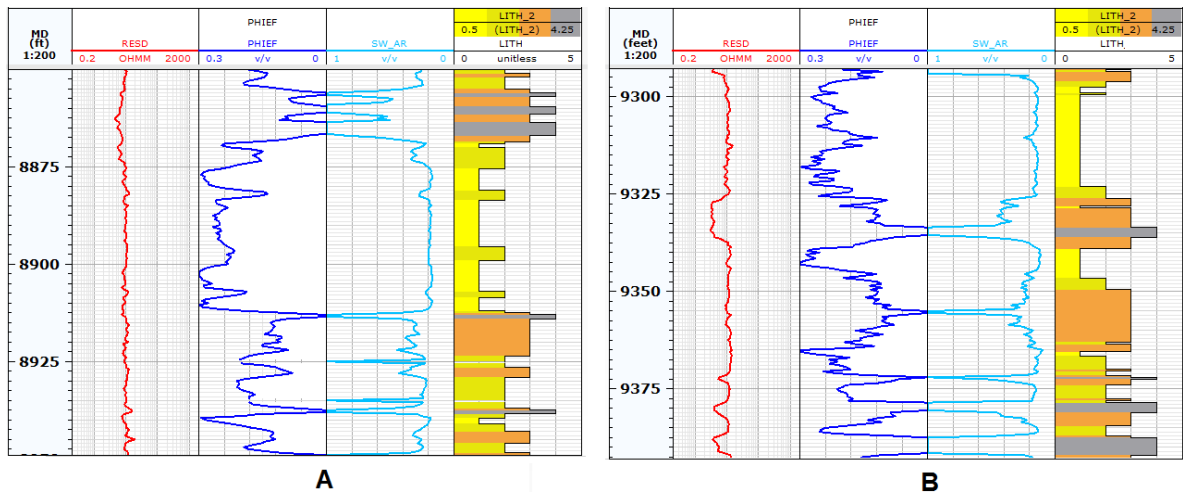 PHIEF
LITH_2
0.5 (LITH_2) 4.25
MD
(ft)
1:200
RESD
0.2 OHMM 2000
PHIEF
0.3 v/v 0
SW_AR
1 v/v 0
LITH
0 unitless 5
8875
8900
8925
A
PHIEF
LITH_2
0.5 (LITH_2) 4.25
MD
(feet)
1:200
RESD
0.2 OHMM 2000
PHIEF
0.3 v/v 0
SW_AR
1 v/v 0
LITH
0 5
9300
9325
9350
9375
B